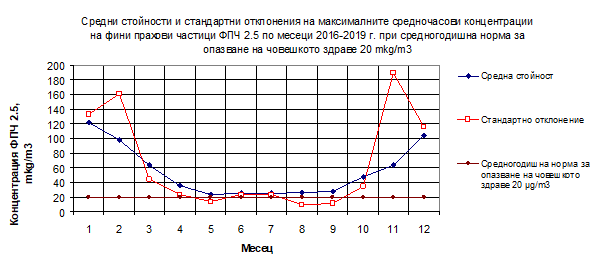 Средни стойности и стандартни отклонения на максималните средночасови концентрации
на фини прахови частици ФПЧ 2.5 по месеци 2016-2019 г. при средногодишна норма за
опазване на човешкото здраве 20 mkg/m3
Концентрация ФПЧ 2.5,
mkg/m3
200
180
160
140
120
100
80
60
40
20
0
1 2 3 4 5 6 7 8 9 10 11 12
Месец
Средна стойност
Стандартно отклонение
Средногодишна норма за
опазване на човешкото
здраве 20 µg/m3